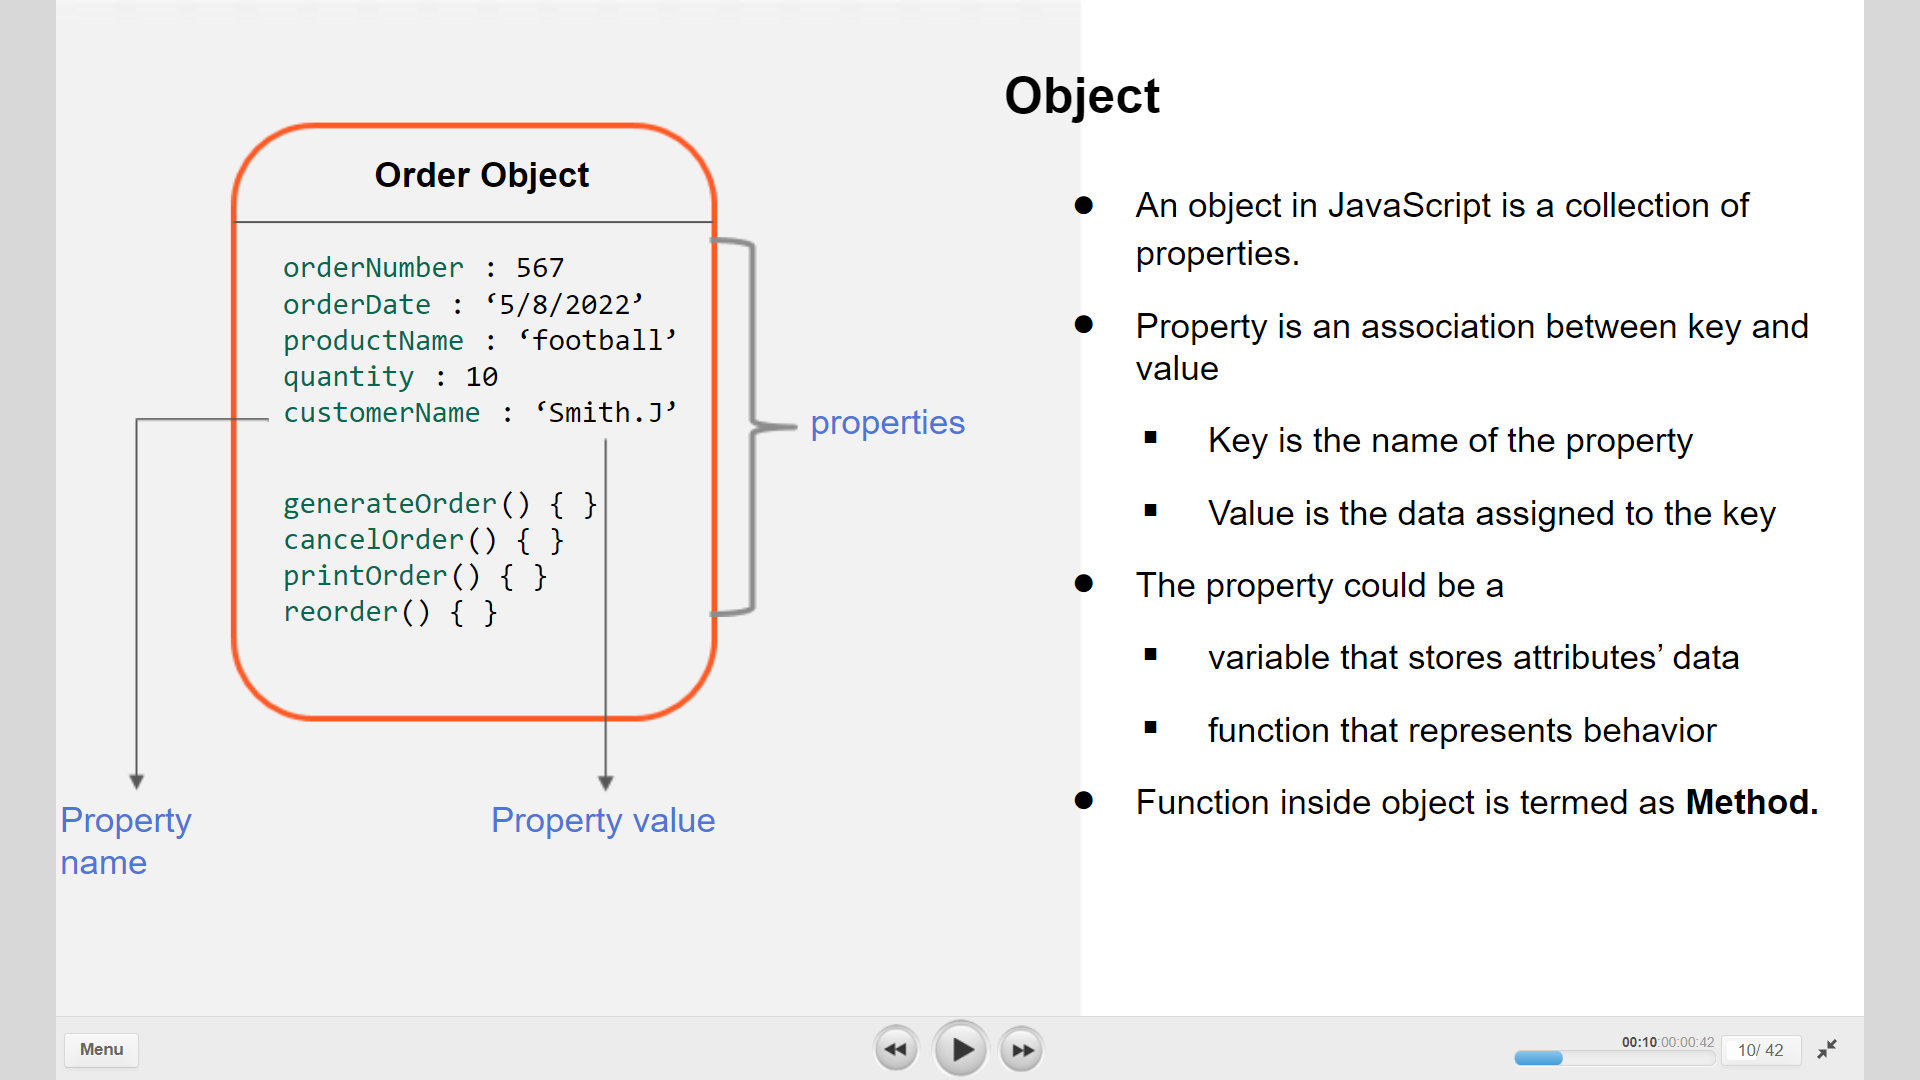 Object
Order Object
orderNumber : 567
orderDate : ‘5/8/2022’
productName : ‘football’
quantity : 10
customerName : ‘Smith.J’
generateOrder() { }
cancelOrder() { }
printOrder() { }
reorder() { }
properties
Property
name
Property value
● An object in JavaScript is a collection of
properties.
● Property is an association between key and
value
▪ Key is the name of the property
▪ Value is the data assigned to the key
● The property could be a
▪ variable that stores attributes’ data
▪ function that represents behavior
● Function inside object is termed as Method.
Menu
00:10:00:00:42
10/ 42